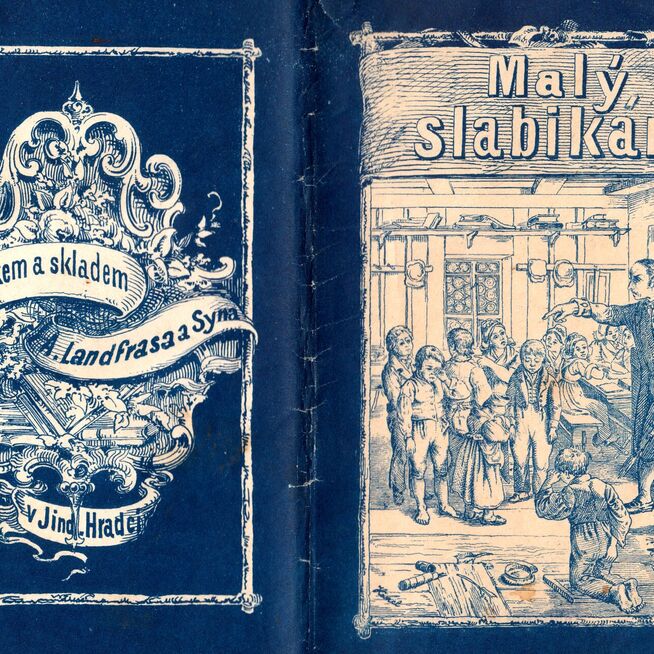 kem a skladem
A. Landfrasa a Syna
v Jind. Hradci
Malý
slabikář